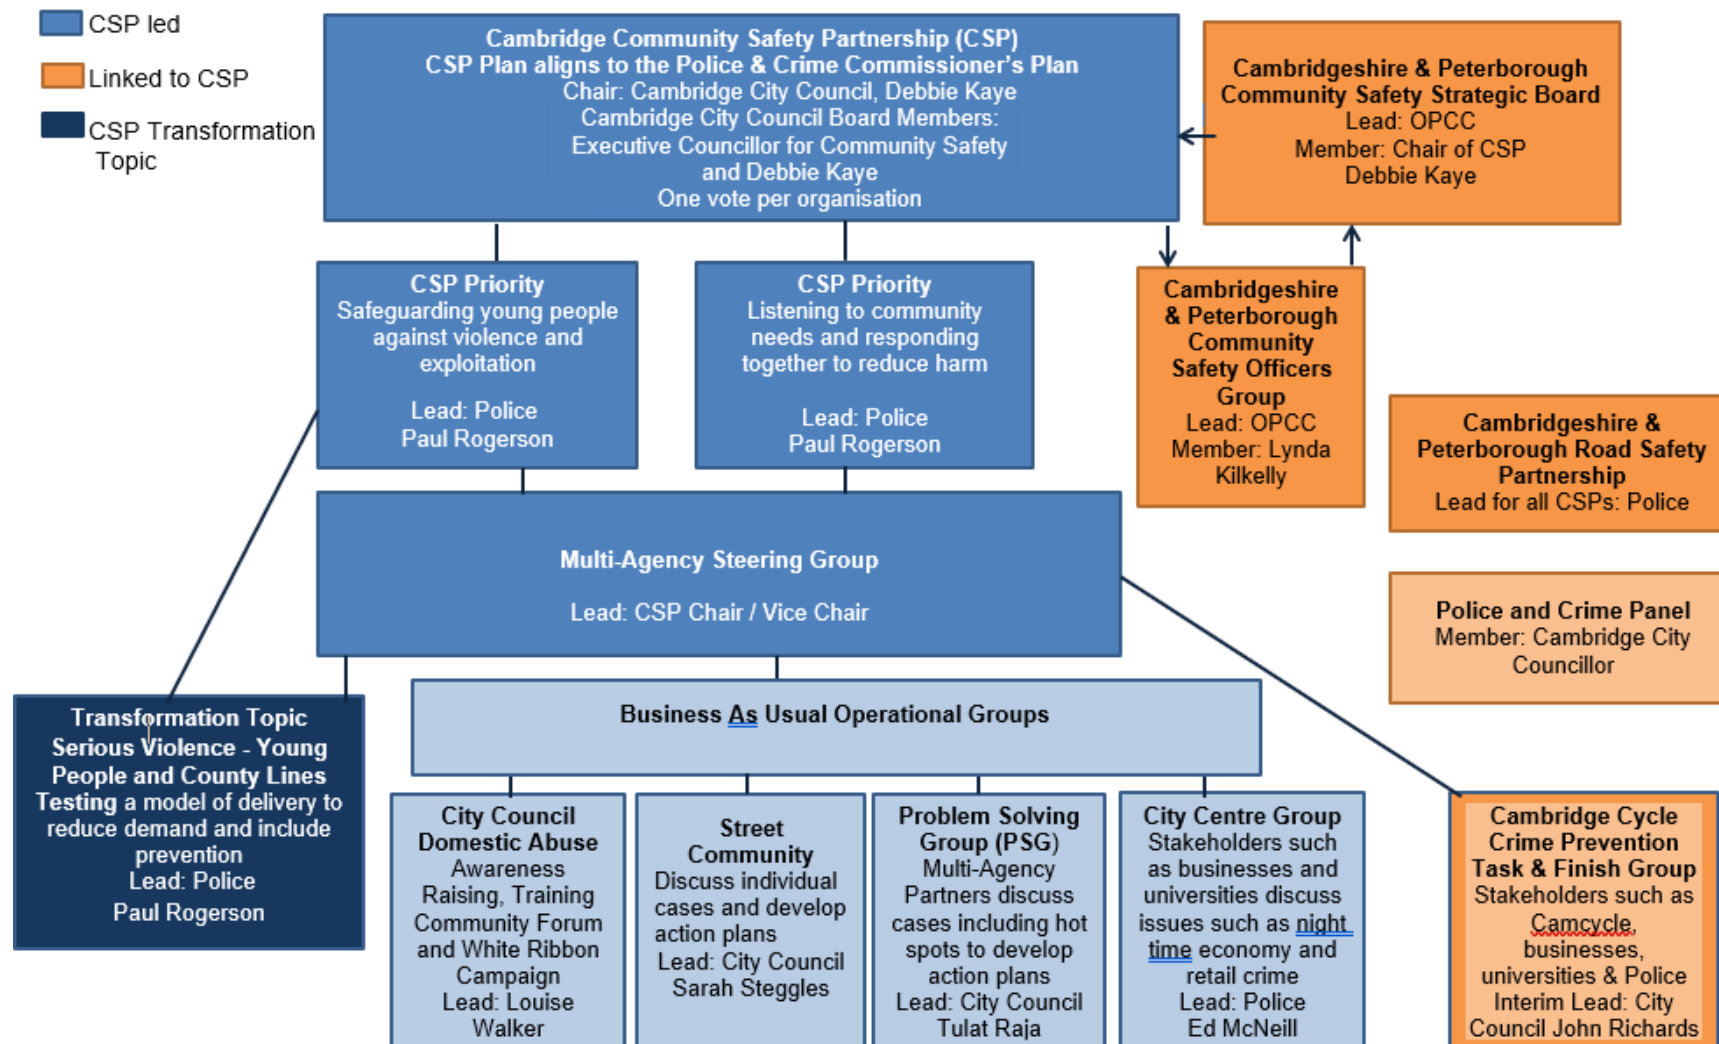 CSP led
Linked to CSP
CSP Transformation
Topic
Cambridge Community Safety Partnership (CSP)
CSP Plan aligns to the Police & Crime Commissioner's Plan
Chair: Cambridge City Council, Debbie Kaye
Cambridge City Council Board Members:
Executive Councillor for Community Safety
and Debbie Kaye
One vote per organisation
Cambridgeshire & Peterborough
Community Safety Strategic Board
Lead: OPCC
Member: Chair of CSP
Debbie Kaye
CSP Priority
Safeguarding young people
against violence and
exploitation
Lead: Police
Paul Rogerson
CSP Priority
Listening to community
needs and responding
together to reduce harm
Lead: Police
Paul Rogerson
Cambridgeshire
& Peterborough
Community
Safety Officers
Group
Lead: OPCC
Member: Lynda
Kilkelly
Cambridgeshire &
Peterborough Road Safety
Partnership
Lead for all CSPs: Police
Multi-Agency Steering Group
Lead: CSP Chair / Vice Chair
Police and Crime Panel
Member: Cambridge City
Councillor
Transformation Topic
Serious Violence - Young
People and County Lines
Testing a model of delivery to
reduce demand and include
prevention
Lead: Police
Paul Rogerson
Business As Usual Operational Groups
City Council
Domestic Abuse
Awareness
Raising, Training
Community Forum
and White Ribbon
Campaign
Lead: Louise
Walker
Street
Community
Discuss individual
cases and develop
action plans
Lead: City Council
Sarah Steggles
Problem Solving
Group (PSG)
Multi-Agency
Partners discuss
cases including hot
spots to develop
action plans
Lead: City Council
Tulat Raja
City Centre Group
Stakeholders such
as businesses and
universities discuss
issues such as night
time economy and
retail crime
Lead: Police
Ed McNeill
Cambridge Cycle
Crime Prevention
Task & Finish Group
Stakeholders such as
Camcycle,
businesses,
universities & Police
Interim Lead: City
Council John Richards